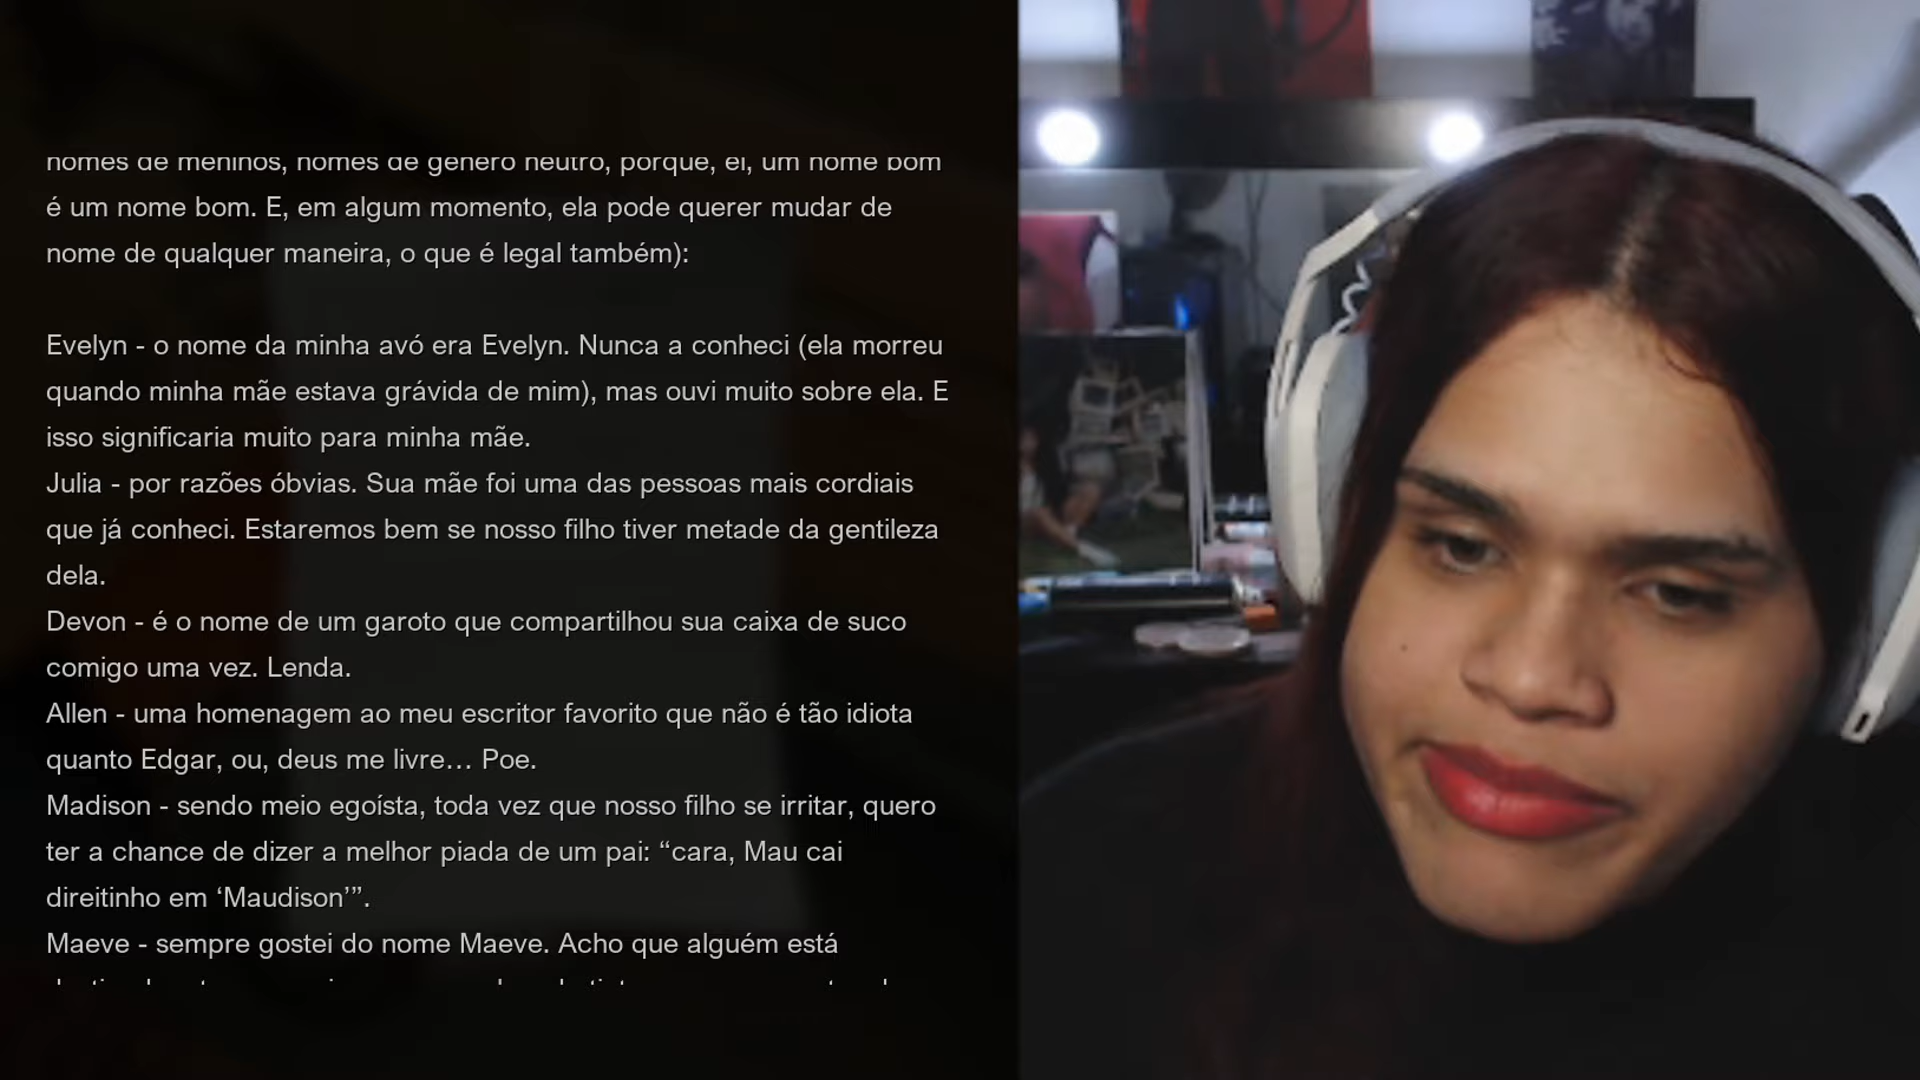 nomes de meninos, nomes de gênero neutro, porque, ei, um nome bom
é um nome bom. E, em algum momento, ela pode querer mudar de
nome de qualquer maneira, o que é legal também):
Evelyn - o nome da minha avó era Evelyn. Nunca a conheci (ela morreu
quando minha mãe estava grávida de mim), mas ouvi muito sobre ela. E
isso significaria muito para minha mãe.
Julia - por razões óbvias. Sua mãe foi uma das pessoas mais cordiais
que já conheci. Estaremos bem se nosso filho tiver metade da gentileza
dela.
Devon - é o nome de um garoto que compartilhou sua caixa de suco
comigo uma vez. Lenda.
Allen - uma homenagem ao meu escritor favorito que não é tão idiota
quanto Edgar, ou, deus me livre… Poe.
Madison - sendo meio egoísta, toda vez que nosso filho se irritar, quero
ter a chance de dizer a melhor piada de um pai: “cara, Mau cai
direitinho em ‘Maudison’”.
Maeve - sempre gostei do nome Maeve. Acho que alguém está